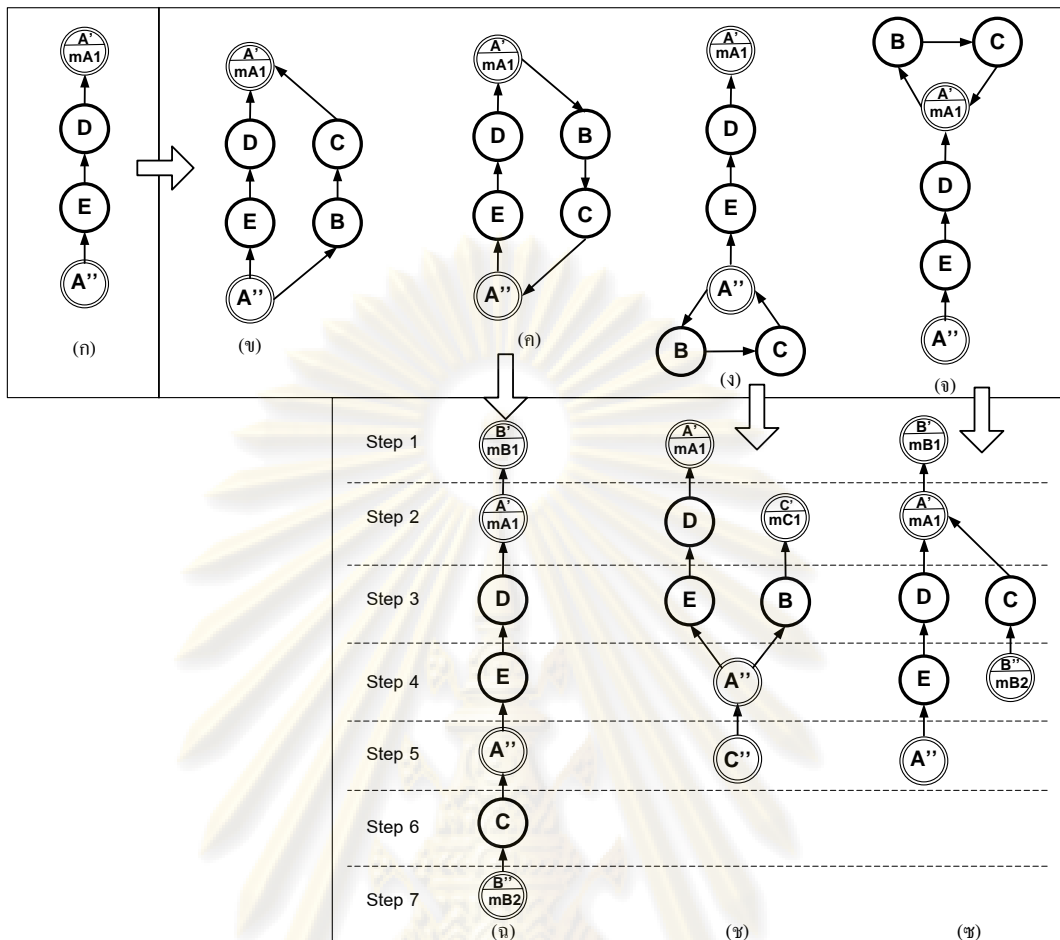 A'
mA1
D
E
A''
(ก)
A'
mA1
D
C
E
B
A''
(ข)
A'
mA1
D
B
E
C
A''
(ค)
A'
mA1
D
E
A''
B
C
(ง)
B
C
A'
mA1
D
E
A''
(จ)
Step 1
Step 2
Step 3
Step 4
Step 5
Step 6
Step 7
B'
mB1
A'
mA1
D
E
A''
C
B''
mB2
(ฉ)
A'
mA1
D
C'
mC1
E
B
A''
C''
(ช)
B'
mB1
A'
mA1
D
C
E
B''
mB2
A''
(ซ)